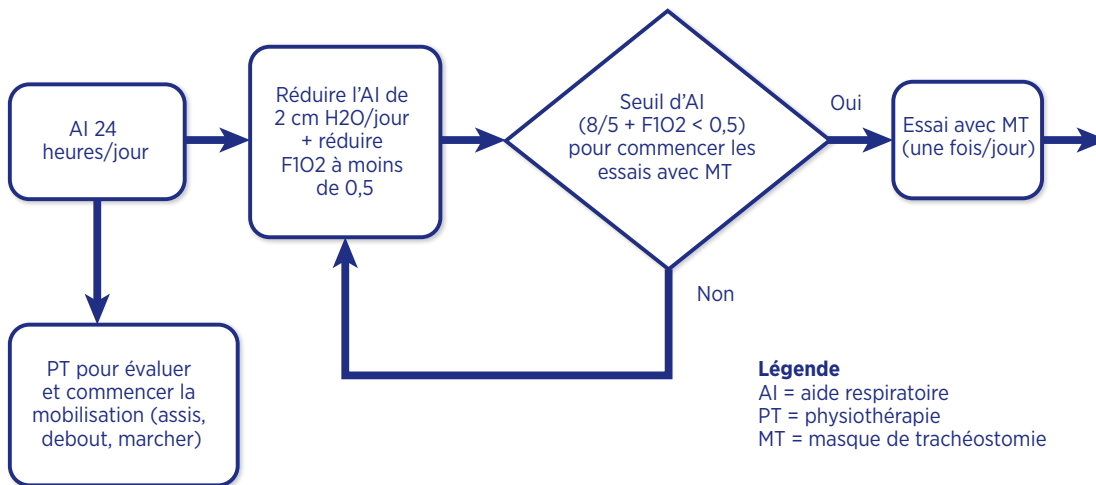 AI 24
heures/jour
Réduire l'AI de
2 cm H2O/jour
+ réduire
F1O2 à moins
de 0,5
Seuil d'AI
(8/5 + F1O2 < 0,5)
pour commencer les
essais avec MT
Oui
Essai avec MT
(une fois/jour)
Non
PT pour évaluer
et commencer la
mobilisation (assis,
debout, marcher)
Légende
AI = aide respiratoire
PT = physiothérapie
MT = masque de trachéostomie